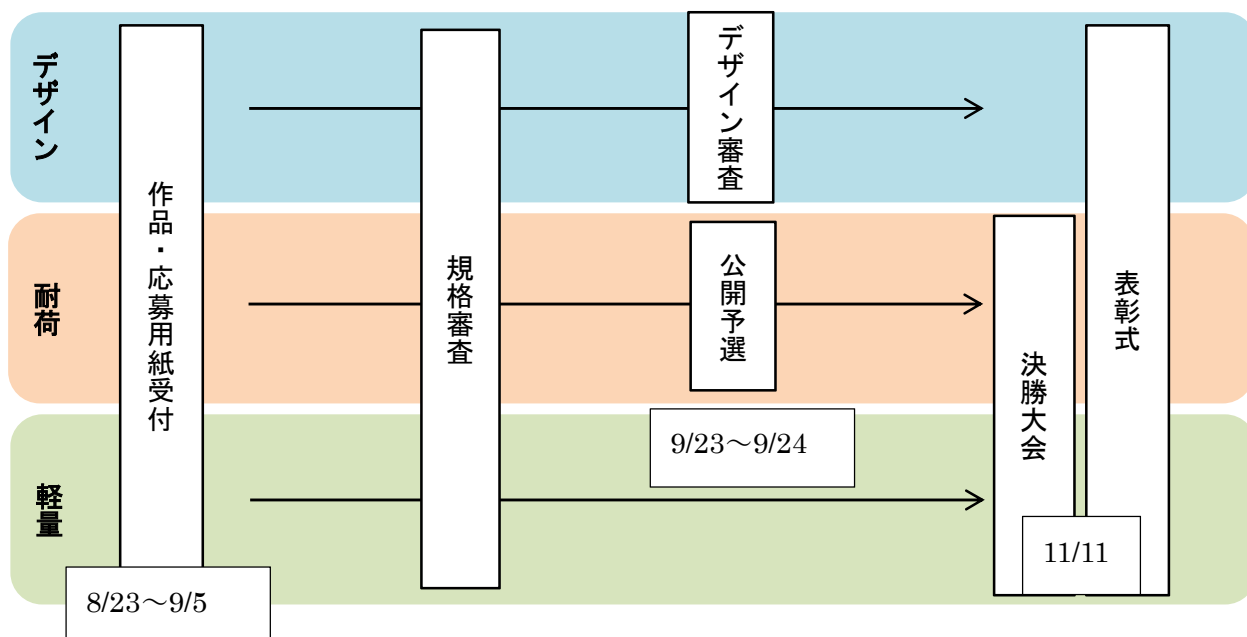 デザイン
作品・応募用紙受付
規格審査
デザイン審査
表彰式
耐荷
公開予選
決勝大会
9/23～9/24
軽量
11/11
8/23～9/5